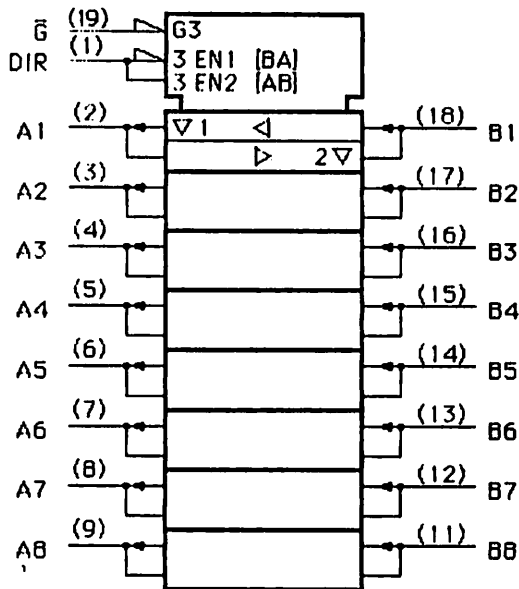 G̅ (19) G3
DIR (1) 3 EN1 [BA]
3 EN2 [AB]
A1 (2) ▽ 1 ◁ (18) B1
▷ 2 ▽
A2 (3) (17) B2
A3 (4) (16) B3
A4 (5) (15) B4
A5 (6) (14) B5
A6 (7) (13) B6
A7 (8) (12) B7
A8 (9) (11) B8